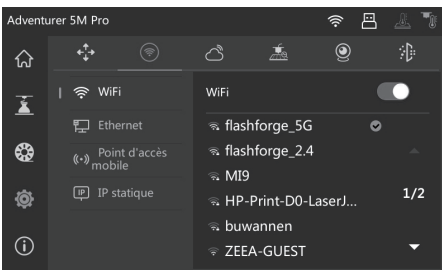 Adventurer 5M Pro
WiFi
Ethernet
Point d'accès
mobile
IP
IP statique
WiFi
flashforge_5G
flashforge_2.4
MI9
HP-Print-D0-LaserJ...
buwannen
ZEEA-GUEST
1/2